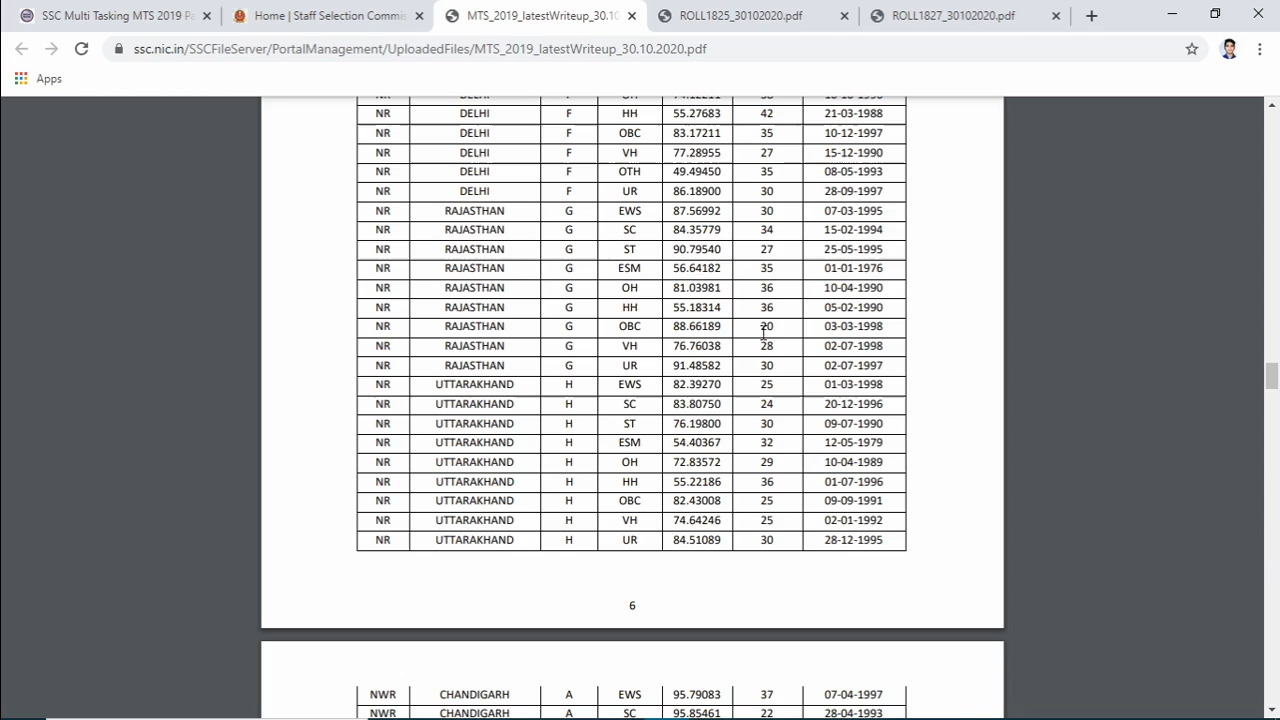 SSC Multi Tasking MTS 2019 Pa
Home | Staff Selection Commis
MTS_2019_latestWriteup_30.10
ROLL1825_30102020.pdf
ROLL1827_30102020.pdf
ssc.nic.in/SSCFileServer/PortalManagement/UploadedFiles/MTS_2019_latestWriteup_30.10.2020.pdf
Apps
NR DELHI F HH 55.27683 42 21-03-1988
NR DELHI F OBC 83.17211 35 10-12-1997
NR DELHI F VH 77.28955 27 15-12-1990
NR DELHI F OTH 49.49450 35 08-05-1993
NR DELHI F UR 86.18900 30 28-09-1997
NR RAJASTHAN G EWS 87.56992 30 07-03-1995
NR RAJASTHAN G SC 84.35779 34 15-02-1994
NR RAJASTHAN G ST 90.79540 27 25-05-1995
NR RAJASTHAN G ESM 56.64182 35 01-01-1976
NR RAJASTHAN G OH 81.03981 36 10-04-1990
NR RAJASTHAN G HH 55.18314 36 05-02-1990
NR RAJASTHAN G OBC 88.66189 20 03-03-1998
NR RAJASTHAN G VH 76.76038 28 02-07-1998
NR RAJASTHAN G UR 91.48582 30 02-07-1997
NR UTTARAKHAND H EWS 82.39270 25 01-03-1998
NR UTTARAKHAND H SC 83.80750 24 20-12-1996
NR UTTARAKHAND H ST 76.19800 30 09-07-1990
NR UTTARAKHAND H ESM 54.40367 32 12-05-1979
NR UTTARAKHAND H OH 72.83572 29 10-04-1989
NR UTTARAKHAND H HH 55.22186 36 01-07-1996
NR UTTARAKHAND H OBC 82.43008 25 09-09-1991
NR UTTARAKHAND H VH 74.64246 25 02-01-1992
NR UTTARAKHAND H UR 84.51089 30 28-12-1995
6
NWR CHANDIGARH A EWS 95.79083 37 07-04-1997
NWR CHANDIGARH A SC 95.85461 22 28-04-1993